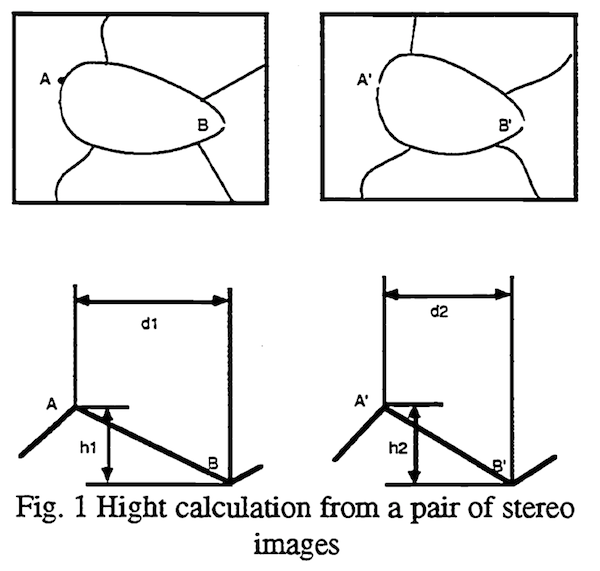 A
B
A'
B'
d1
d2
A
h1
B
A'
h2
B'
Fig. 1 Hight calculation from a pair of stereo
images